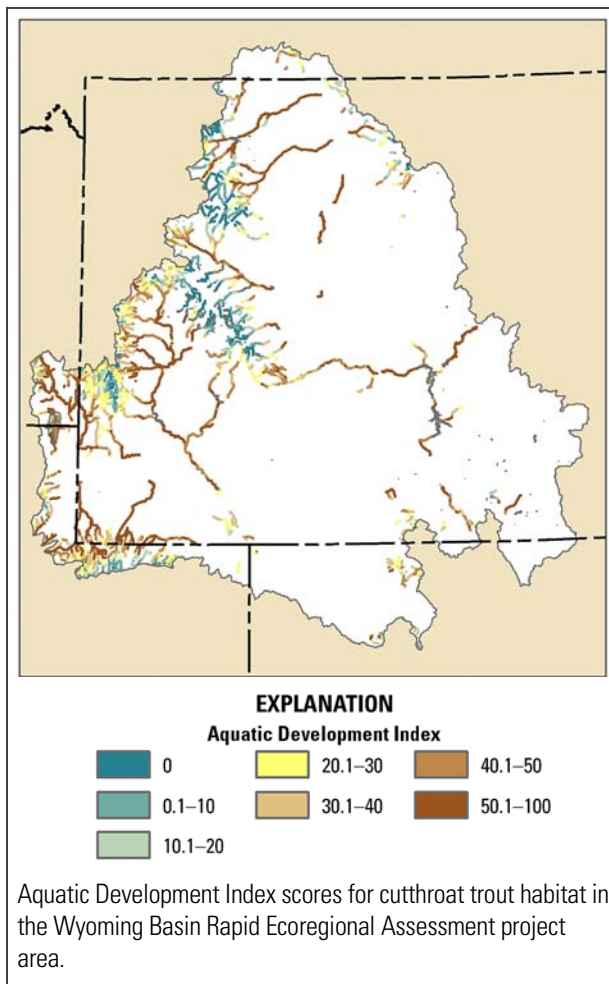 EXPLANATION
Aquatic Development Index
0
20.1–30
40.1–50
0.1–10
30.1–40
50.1–100
10.1–20
Aquatic Development Index scores for cutthroat trout habitat in
the Wyoming Basin Rapid Ecoregional Assessment project
area.